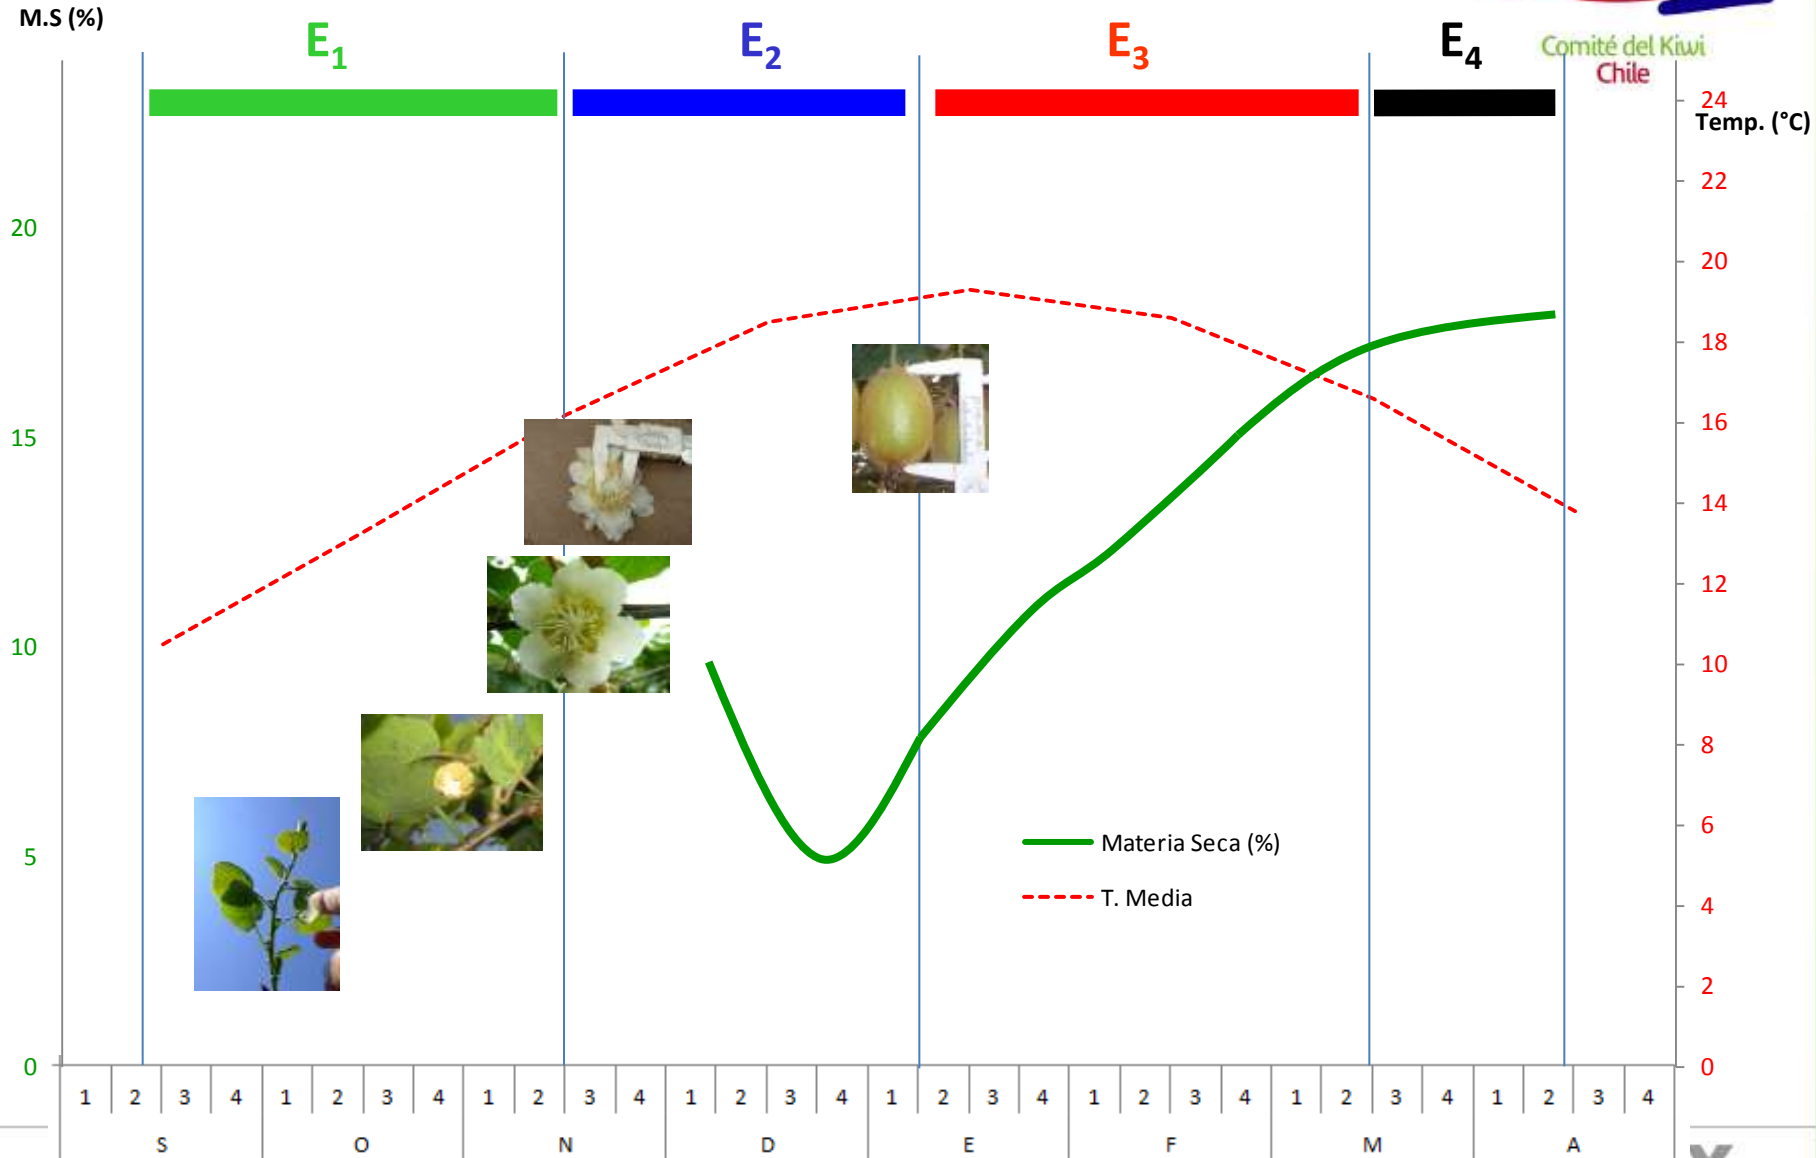 M.S (%)
E1
E2
E3
E4
Comité del Kiwi
Chile
24
Temp. (°C)
22
20
20
18
16
15
14
12
10
10
8
6
5
4
2
0
0
Materia Seca (%)
T. Media
1 2 3 4 1 2 3 4 1 2 3 4 1 2 3 4 1 2 3 4 1 2 3 4 1 2 3 4 1 2 3 4
S O N D E F M A